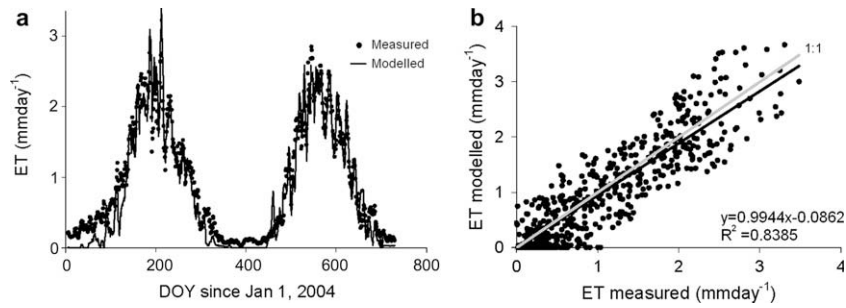 a
3
2
1
0
ET (mmday-1)
Measured
Modelled
0
200
400
600
800
DOY since Jan 1, 2004
b
4
3
2
1
0
ET modelled (mmday-1)
1:1
y=0.9944x-0.0862
R2 =0.8385
0
1
2
3
4
ET measured (mmday-1)